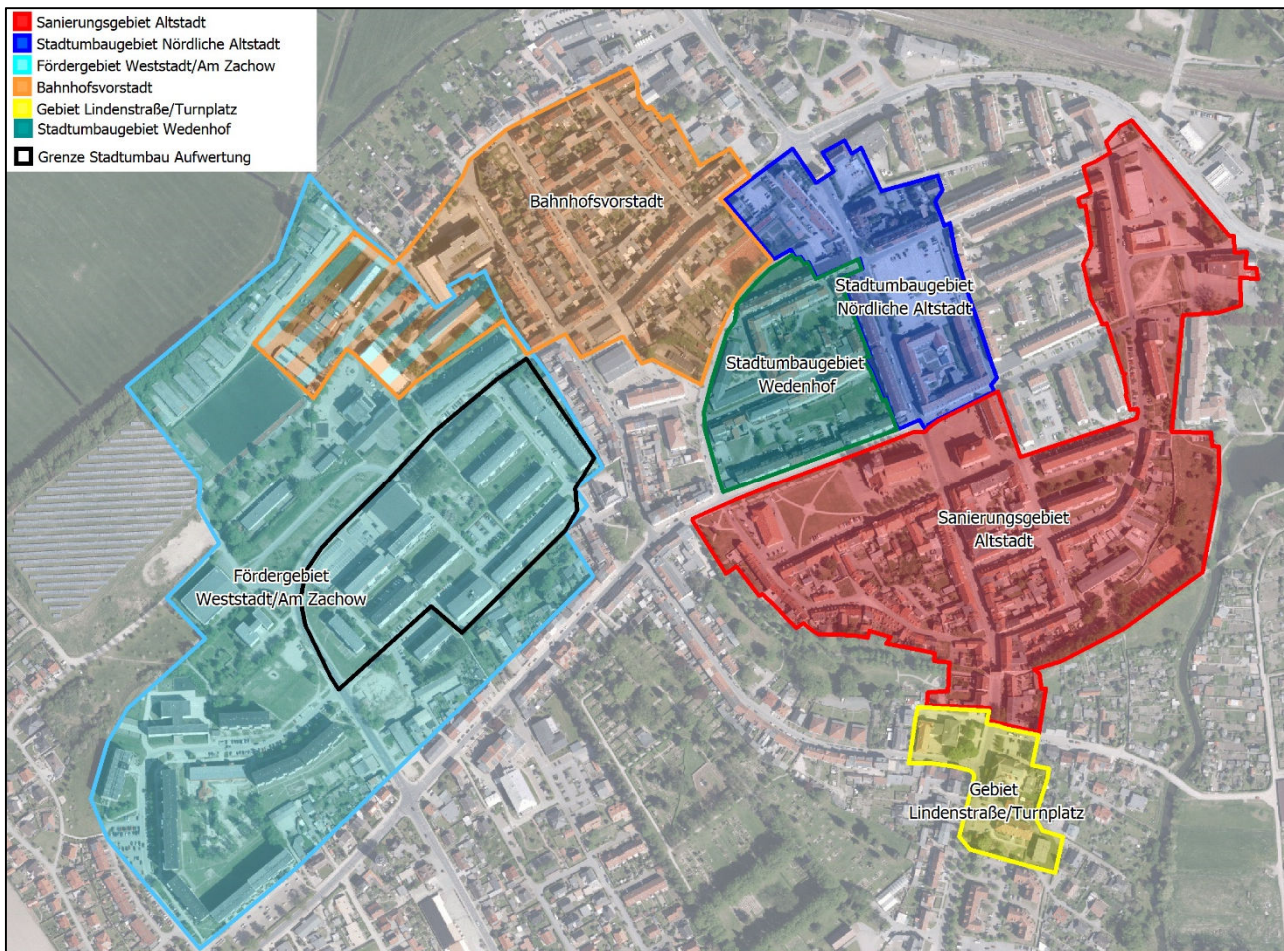 Sanierungsgebiet Altstadt
Stadtumbaugebiet Nördliche Altstadt
Fördergebiet Weststadt/Am Zachow
Bahnhofsvorstadt
Gebiet Lindenstraße/Turnplatz
Stadtumbaugebiet Wedenhof
Grenze Stadtumbau Aufwertung
Bahnhofsvorstadt
Stadtumbaugebiet
Nördliche Altstadt
Stadtumbaugebiet
Wedenhof
Sanierungsgebiet
Altstadt
Fördergebiet
Weststadt/Am Zachow
Gebiet
Lindenstraße/Turnplatz